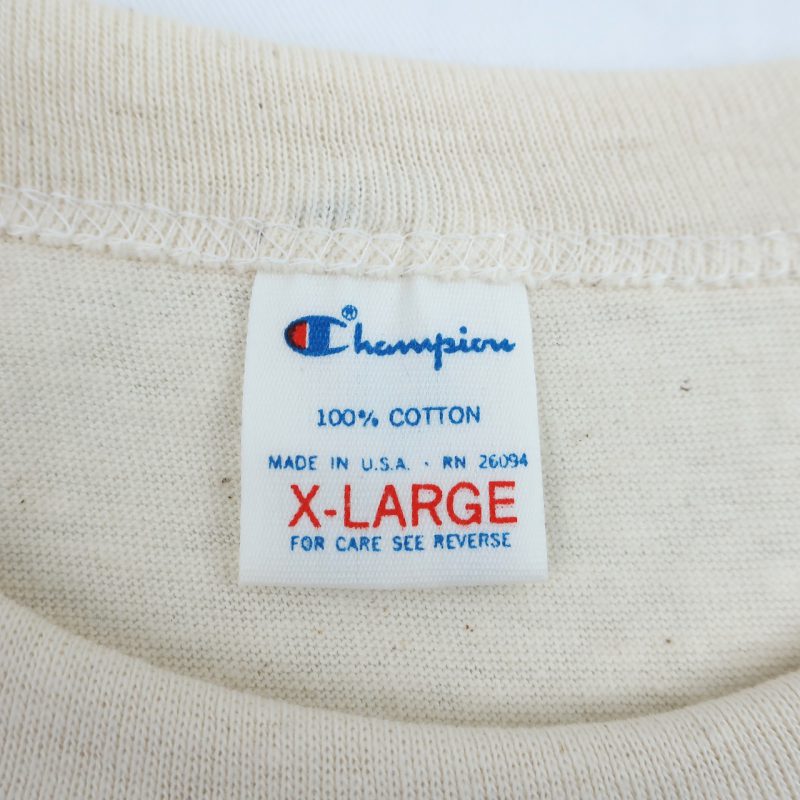 Champion®
100% COTTON
MADE IN U.S.A. · RN 26094
X-LARGE
FOR CARE SEE REVERSE